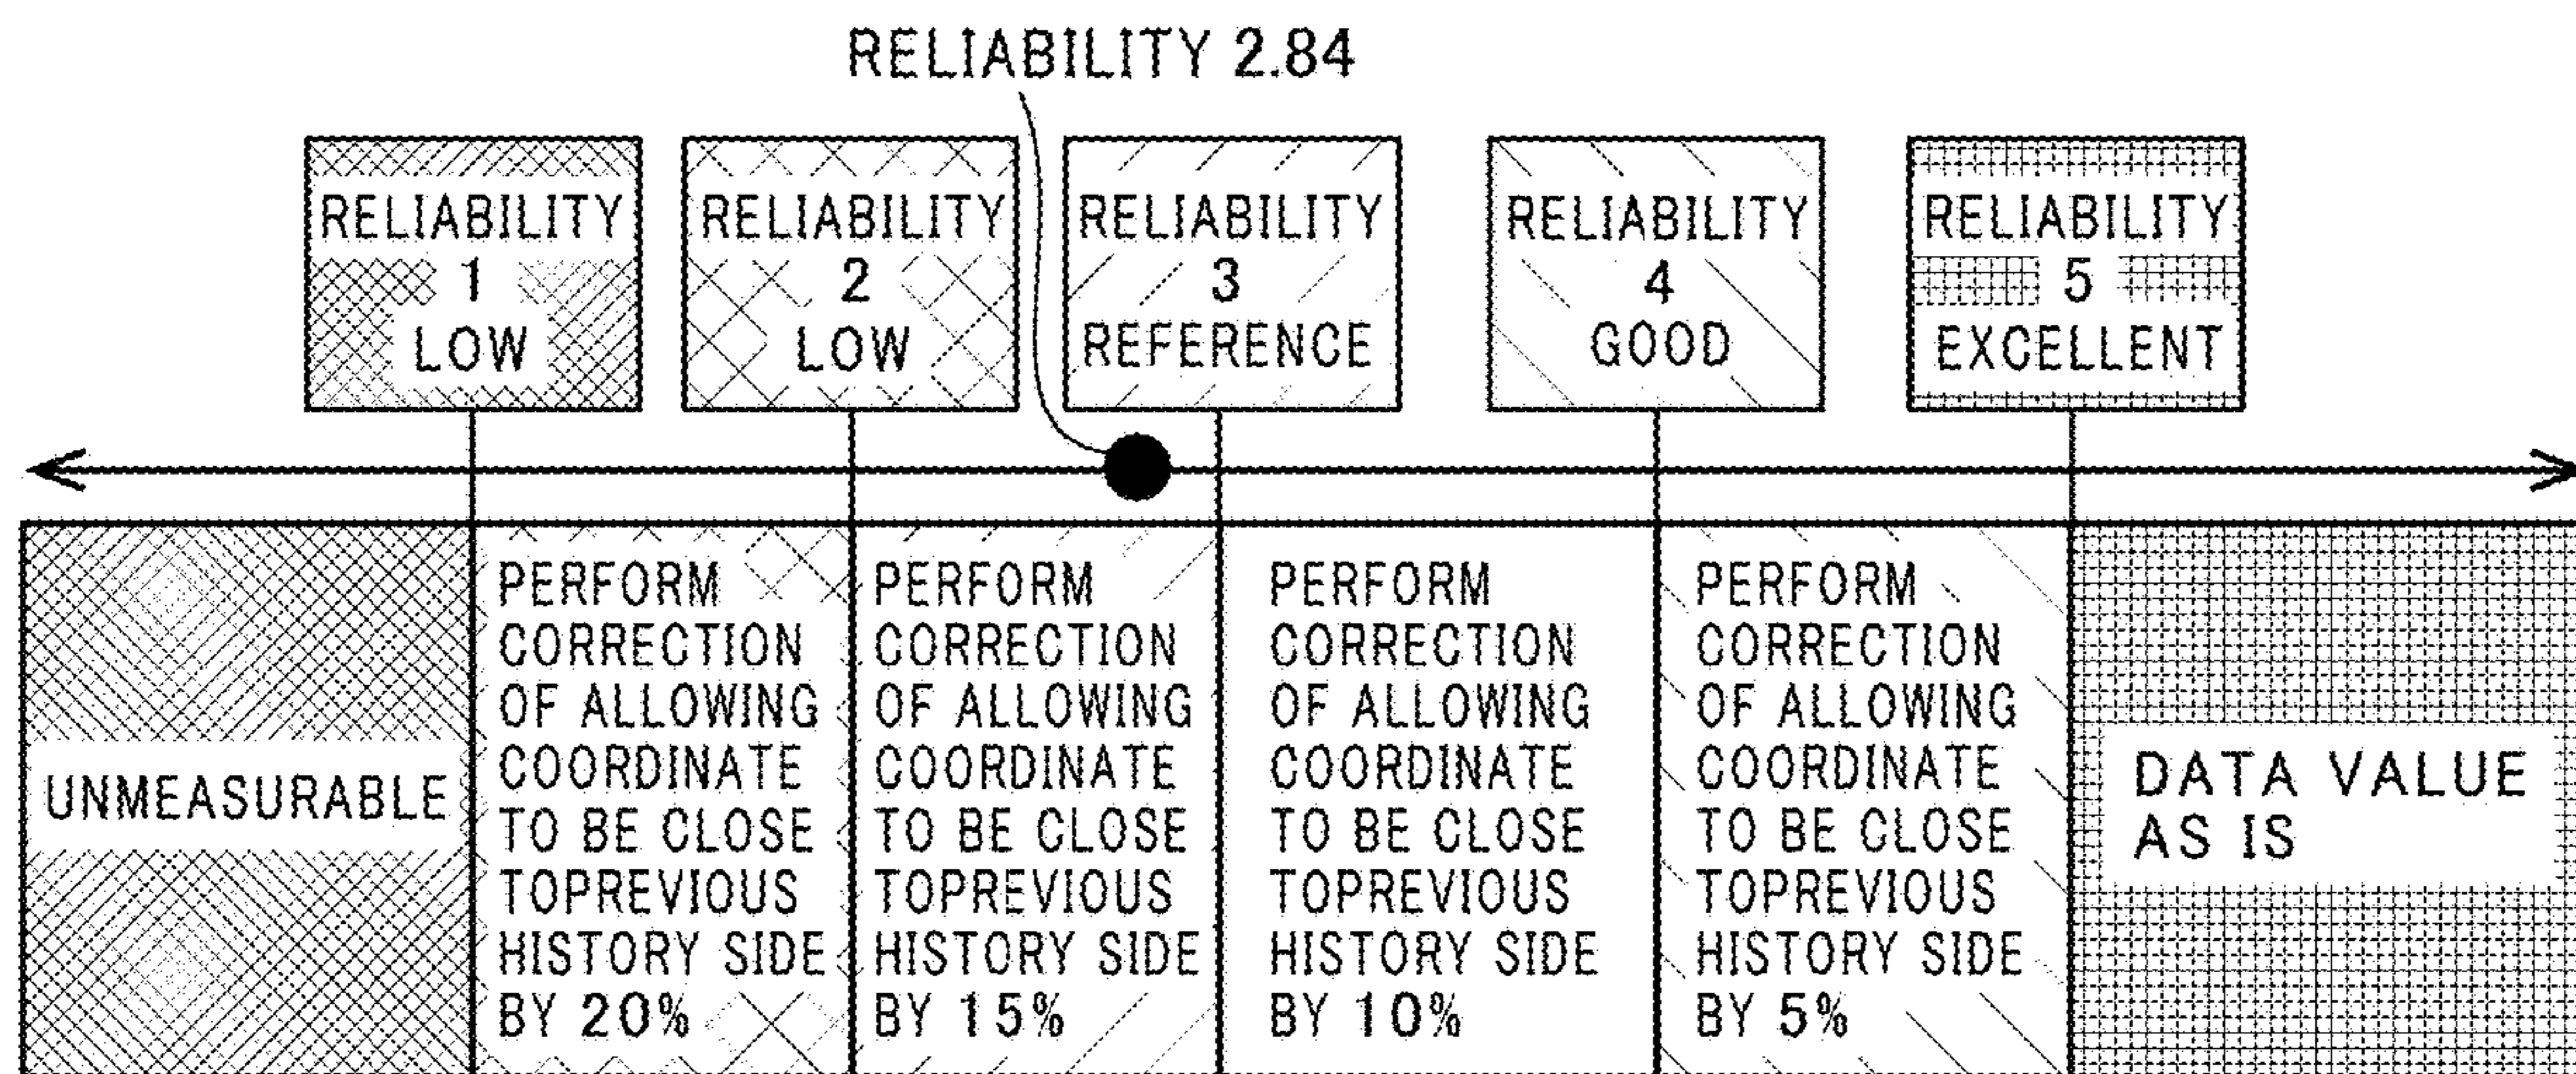 RELIABILITY 2.84
RELIABILITY
1
LOW
RELIABILITY
2
LOW
RELIABILITY
3
REFERENCE
RELIABILITY
4
GOOD
RELIABILITY
5
EXCELLENT
UNMEASURABLE
PERFORM
CORRECTION
OF ALLOWING
COORDINATE
TO BE CLOSE
TOPREVIOUS
HISTORY SIDE
BY 20%
PERFORM
CORRECTION
OF ALLOWING
COORDINATE
TO BE CLOSE
TOPREVIOUS
HISTORY SIDE
BY 15%
PERFORM
CORRECTION
OF ALLOWING
COORDINATE
TO BE CLOSE
TOPREVIOUS
HISTORY SIDE
BY 10%
PERFORM
CORRECTION
OF ALLOWING
COORDINATE
TO BE CLOSE
TOPREVIOUS
HISTORY SIDE
BY 5%
DATA VALUE
AS IS